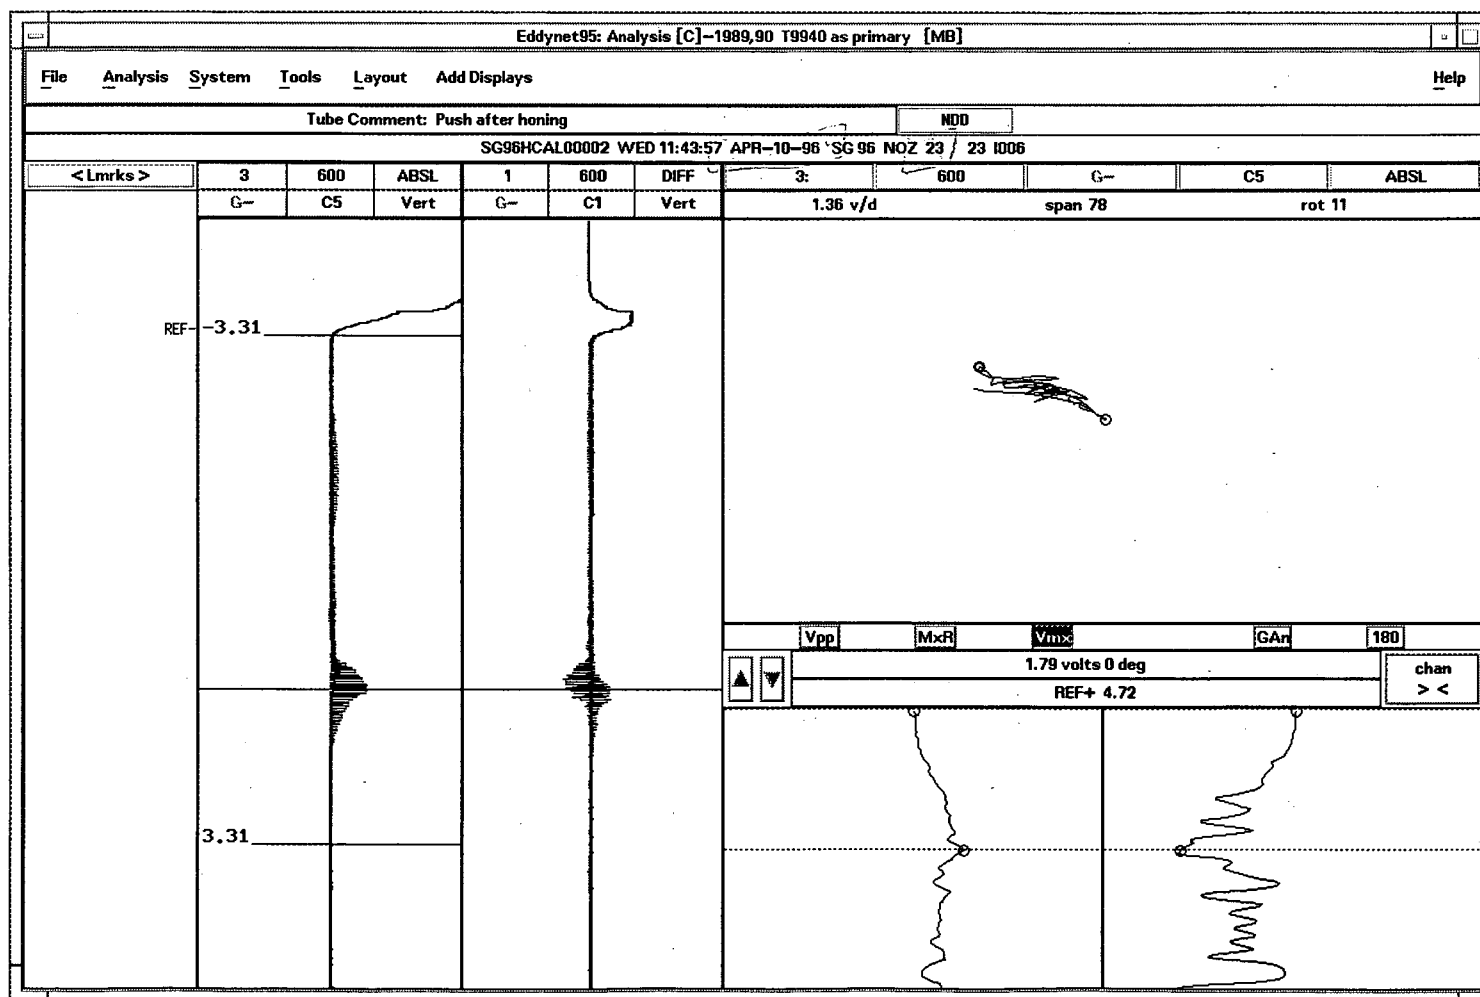 Eddynet95: Analysis [C]-1989,90 T9940 as primary [MB]
File Analysis System Tools Layout Add Displays Help
Tube Comment: Push after honing NDD
SG96HCAL00002 WED 11:43:57 APR-10-96 SG 96 NOZ 23 / 23 I006
< Lmrks > 3 600 ABSL 1 600 DIFF 3: 600 G- C5 ABSL
G- C5 Vert G- C1 Vert 1.36 v/d span 78 rot 11
REF- -3.31
Vpp MxR Vmx GAn 180
1.79 volts 0 deg chan
REF+ 4.72 > <
3.31